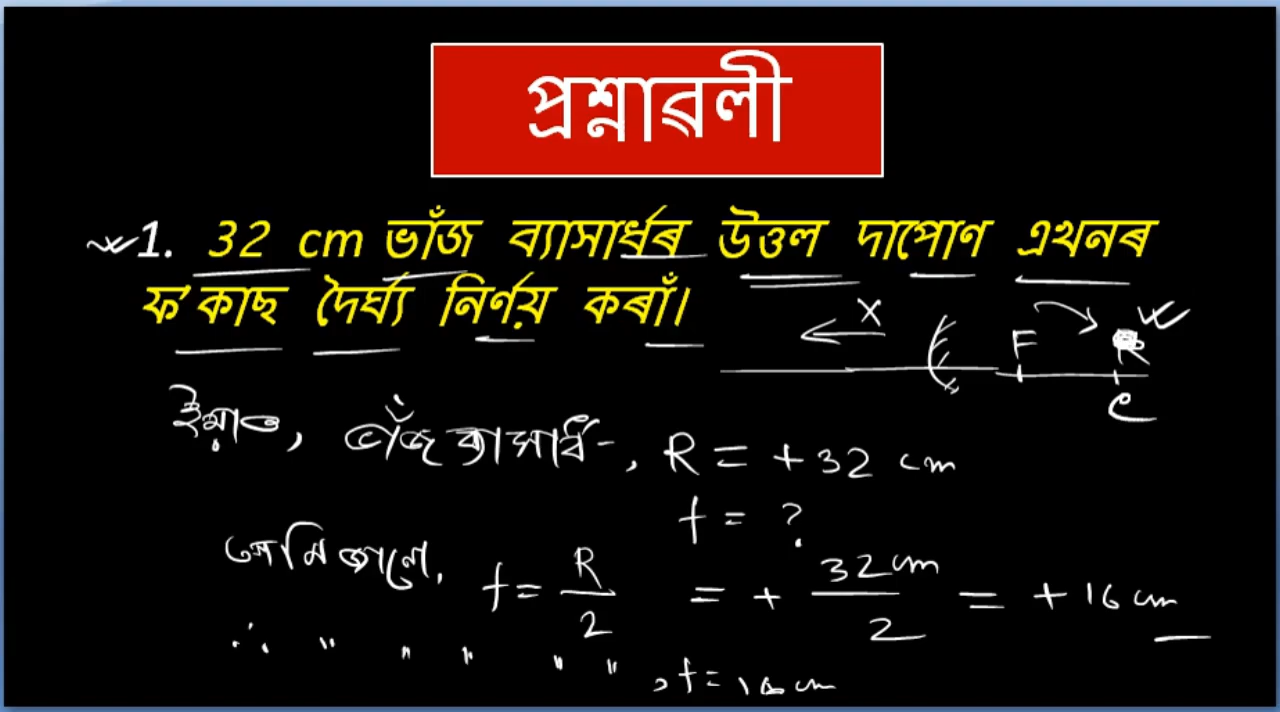 প্ৰশ্নাৱলী
1. 32 cm ভাঁজ ব্যাসাৰ্ধৰ উত্তল দাপোণ এখনৰ
ফ'কাছ দৈৰ্ঘ্য নিৰ্ণয় কৰাঁ।
X
F R
C
ইয়াত, ভাঁজ ব্যাসাৰ্ধ, R = +32 cm
f = ?
আমি জানো, f = R/2 = + 32cm/2 = +16 cm
∴ " " " " " , f = 16 cm